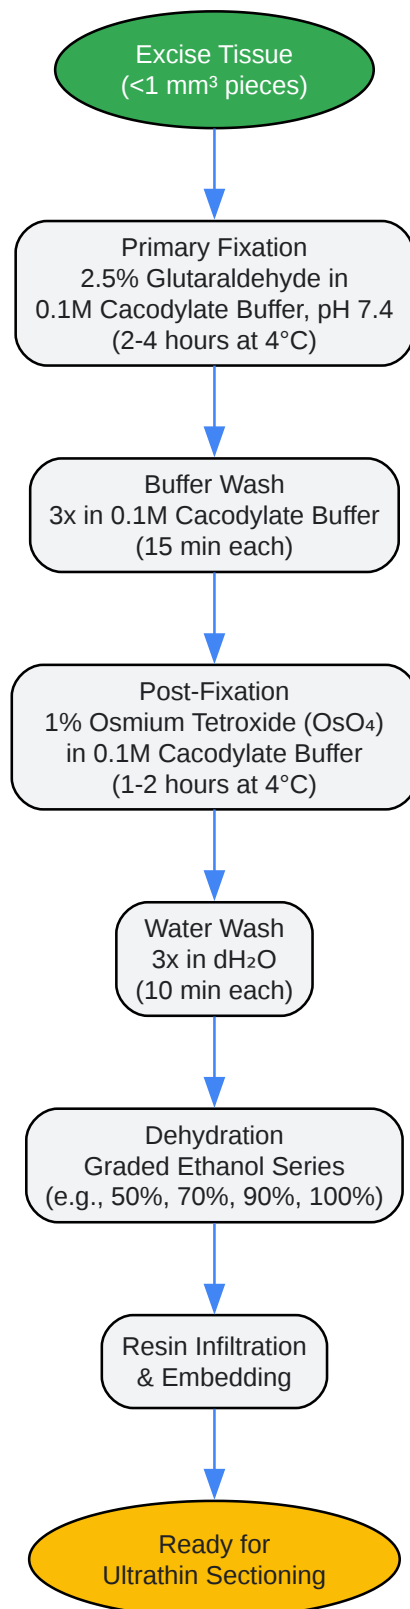 Excise Tissue
(<1 mm³ pieces)
Primary Fixation
2.5% Glutaraldehyde in
0.1M Cacodylate Buffer, pH 7.4
(2-4 hours at 4°C)
Buffer Wash
3x in 0.1M Cacodylate Buffer
(15 min each)
Post-Fixation
1% Osmium Tetroxide (OsO₄)
in 0.1M Cacodylate Buffer
(1-2 hours at 4°C)
Water Wash
3x in dH₂O
(10 min each)
Dehydration
Graded Ethanol Series
(e.g., 50%, 70%, 90%, 100%)
Resin Infiltration
& Embedding
Ready for
Ultrathin Sectioning